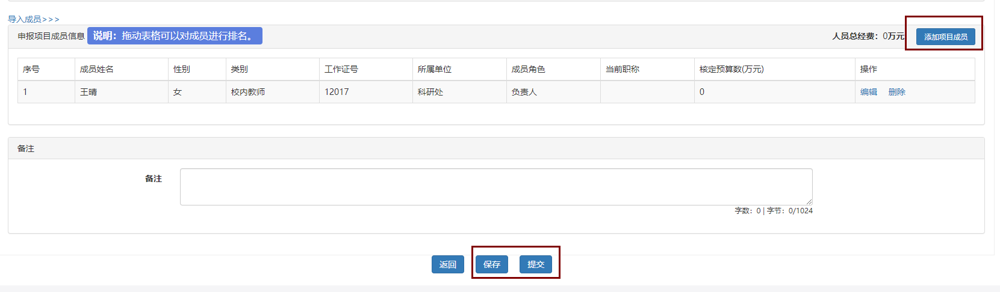 导入成员>>>
申报项目成员信息 说明：拖动表格可以对成员进行排名。 人员总经费：0万元 添加项目成员
序号 成员姓名 性别 类别 工作证号 所属单位 成员角色 当前职称 核定预算数(万元) 操作
1 王晴 女 校内教师 12017 科研处 负责人 0 编辑 删除
备注
备注
字数：0 | 字节：0/1024
返回 保存 提交